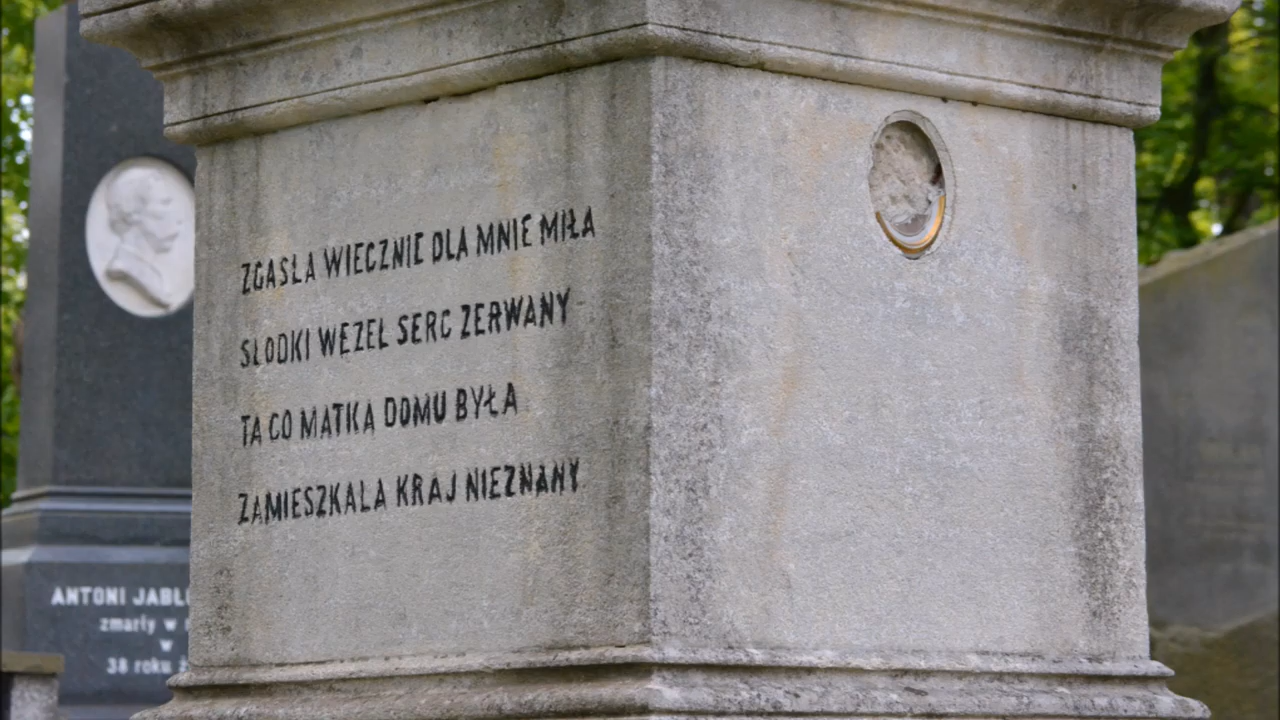 ZGASŁA WIECZNIE DLA MNIE MIŁA
SŁODKI WEZEŁ SERC ZERWANY
TA CO MATKA DOMU BYŁA
ZAMIESZKALA KRAJ NIEZNANY
ANTONI
zmarły w
w
38 roku